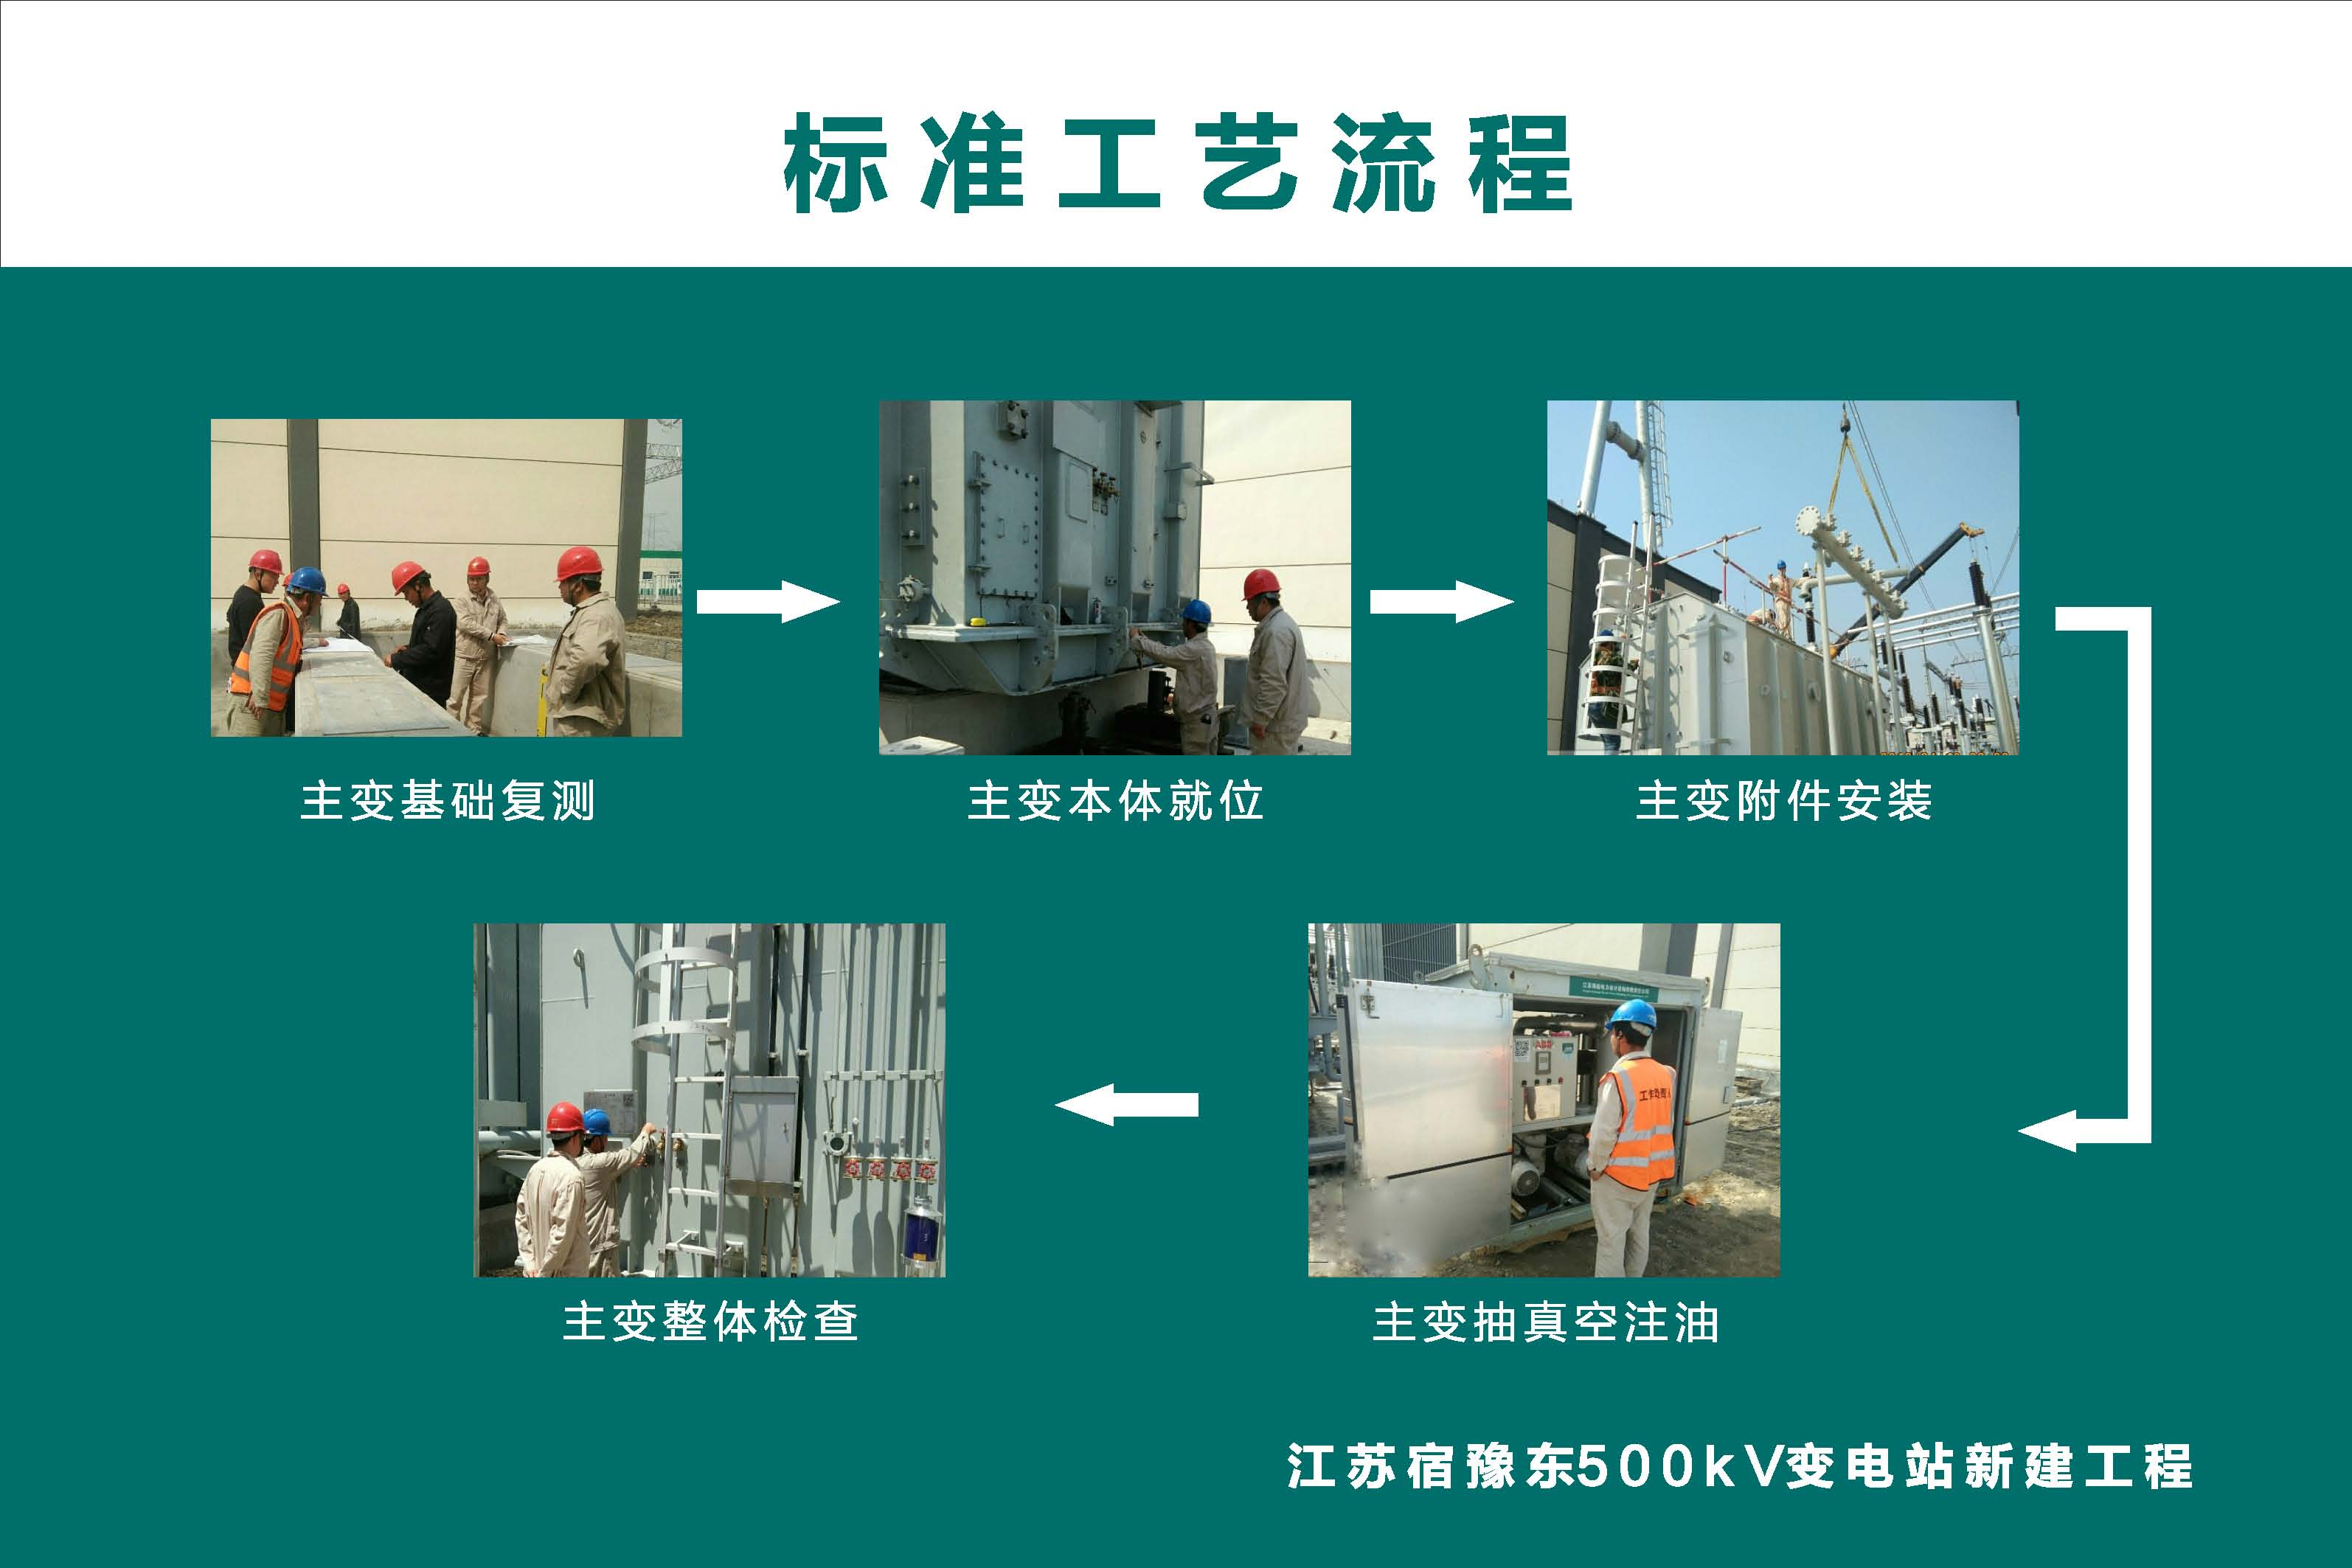 标准工艺流程
主变基础复测
主变本体就位
主变附件安装
ABB
主变整体检查
主变抽真空注油
江苏宿豫东500kV变电站新建工程